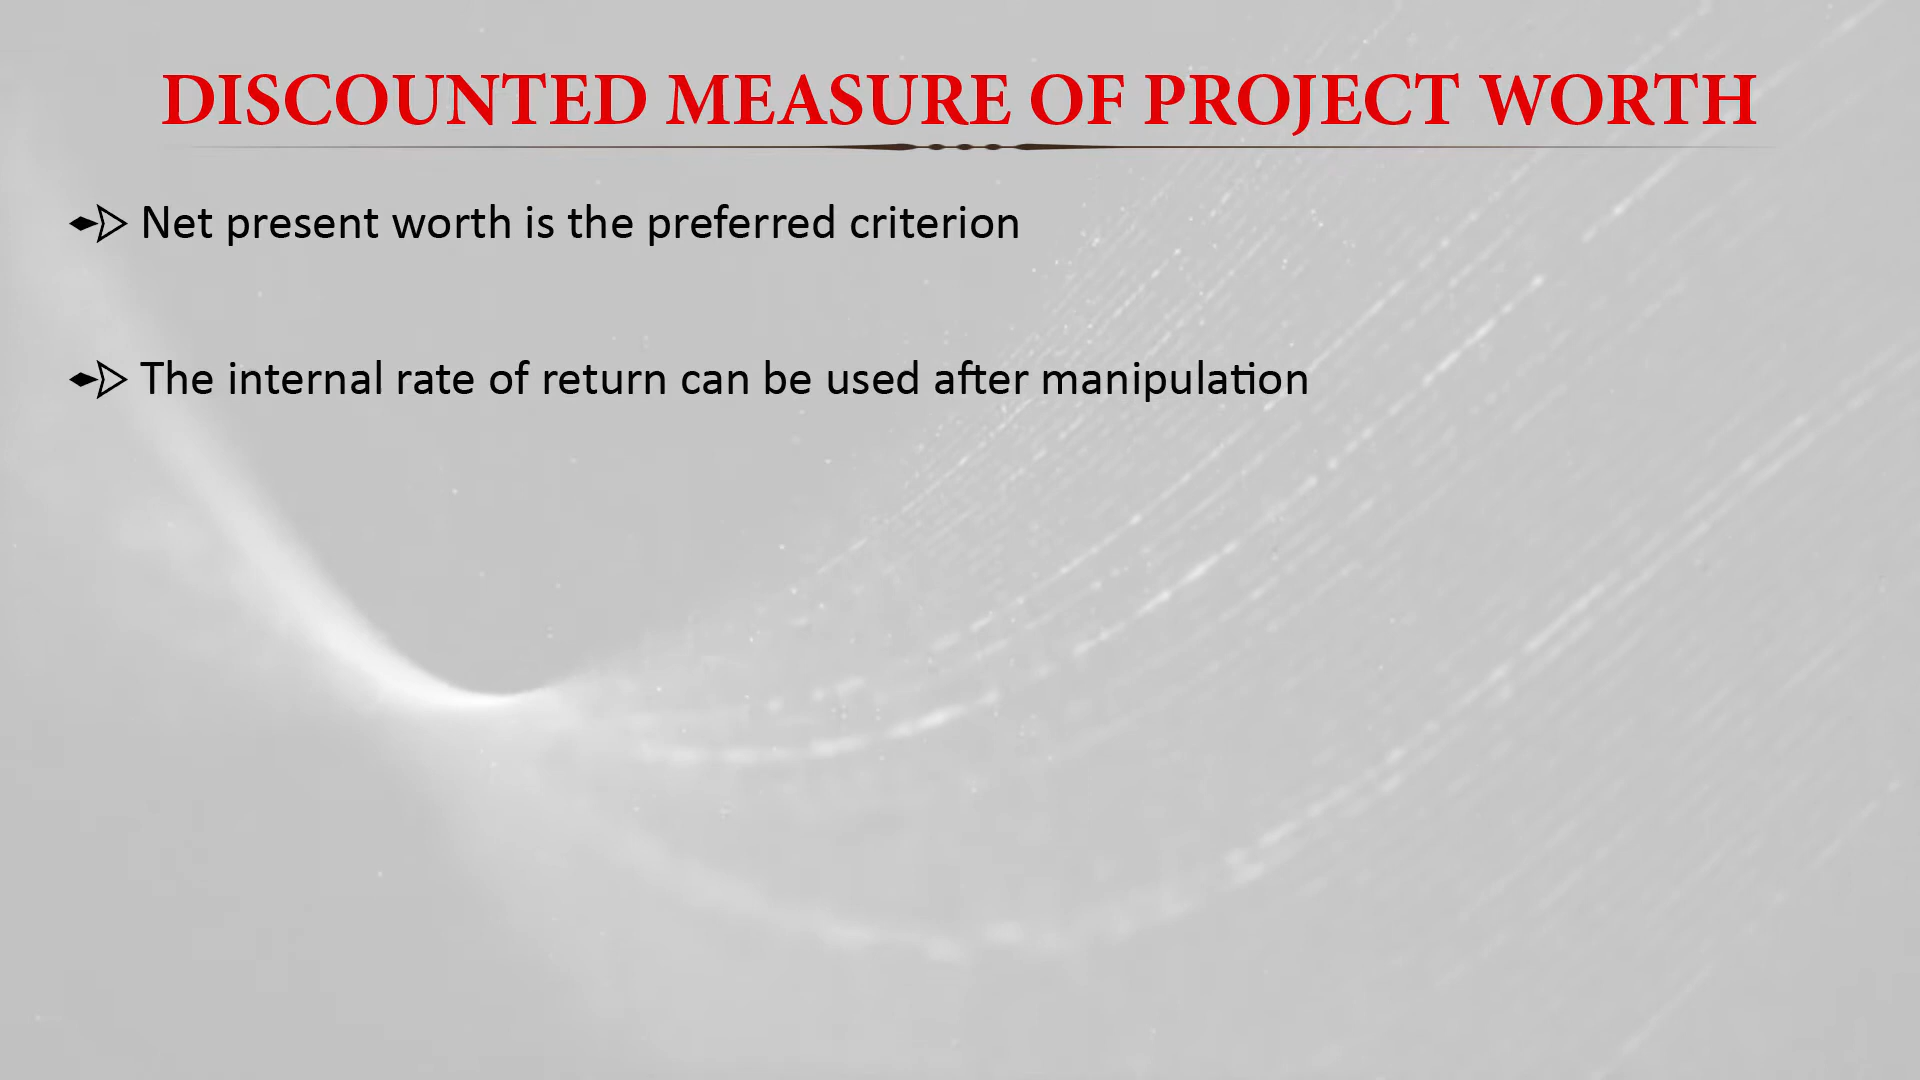 DISCOUNTED MEASURE OF PROJECT WORTH
Net present worth is the preferred criterion
The internal rate of return can be used after manipulation